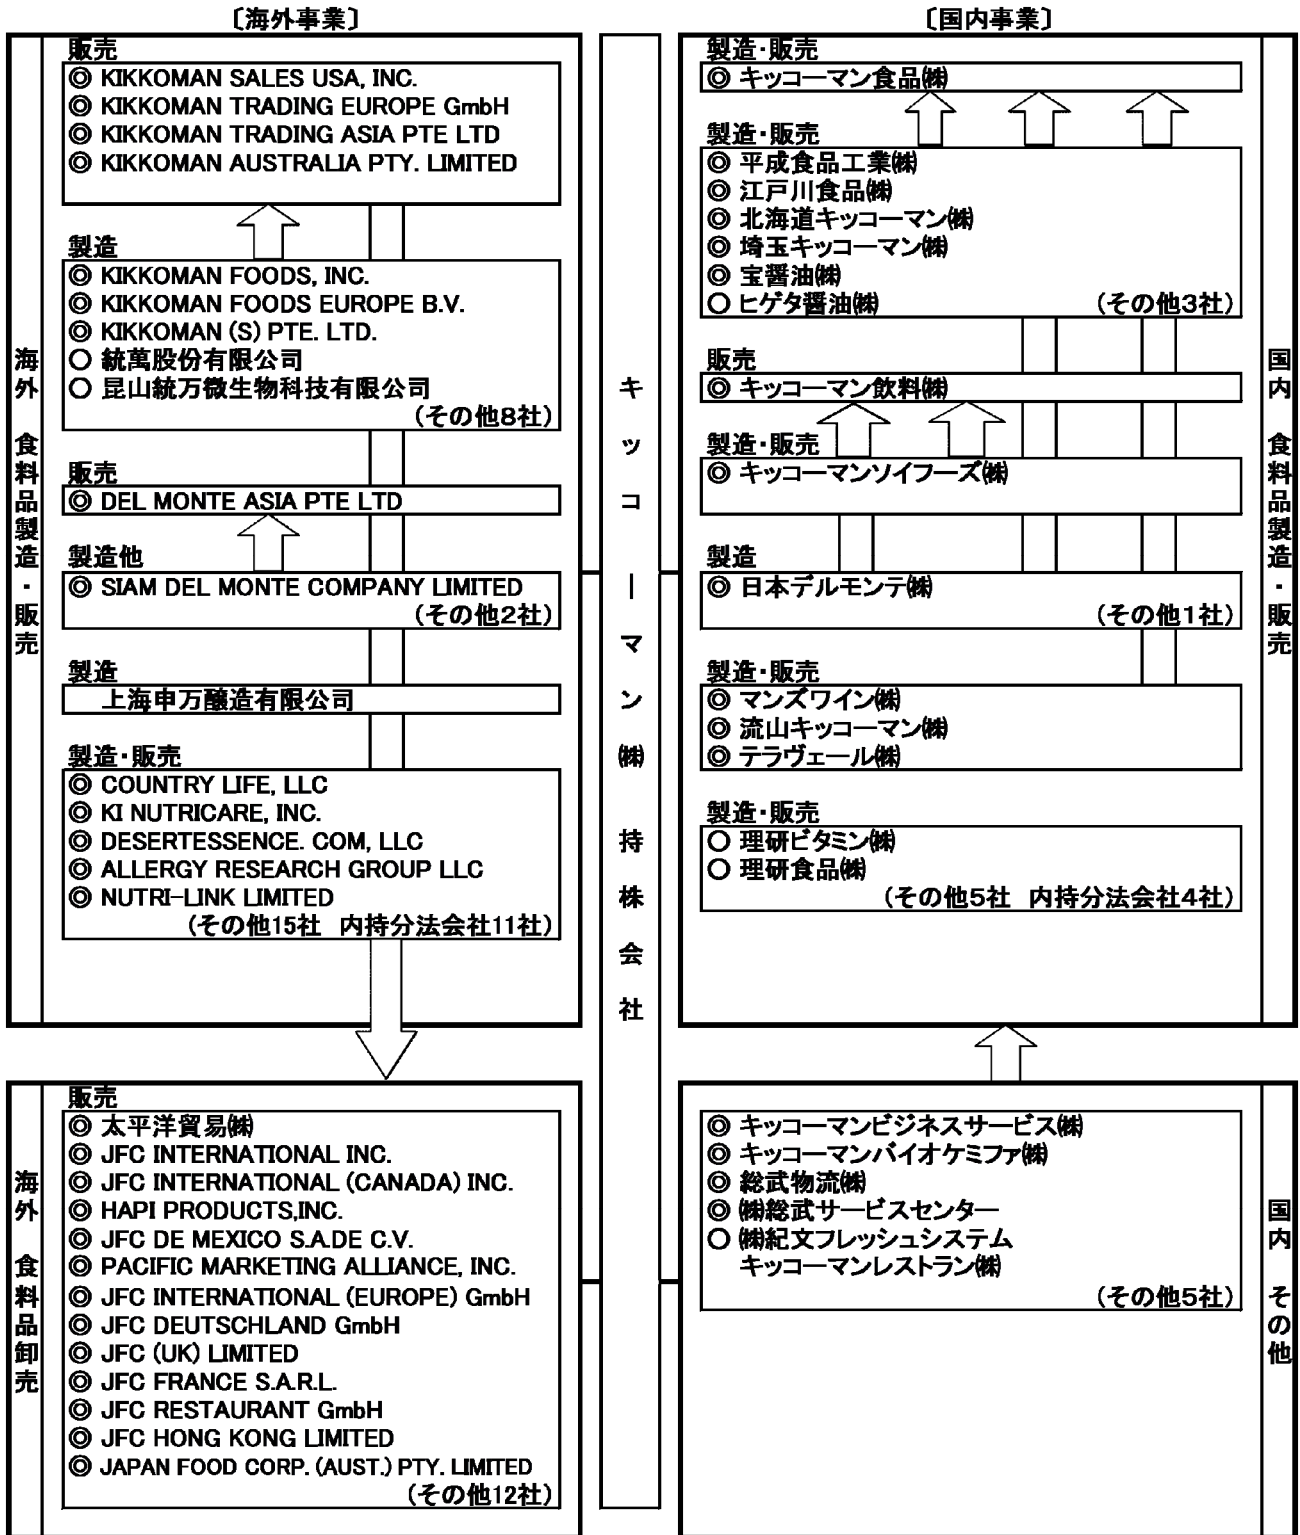 〔海外事業〕
海外 食料品製造・販売
販売
◎ KIKKOMAN SALES USA, INC.
◎ KIKKOMAN TRADING EUROPE GmbH
◎ KIKKOMAN TRADING ASIA PTE LTD
◎ KIKKOMAN AUSTRALIA PTY. LIMITED
製造
◎ KIKKOMAN FOODS, INC.
◎ KIKKOMAN FOODS EUROPE B.V.
◎ KIKKOMAN (S) PTE. LTD.
○ 統萬股份有限公司
○ 昆山統万微生物科技有限公司
(その他8社)
販売
◎ DEL MONTE ASIA PTE LTD
製造他
◎ SIAM DEL MONTE COMPANY LIMITED
(その他2社)
製造
上海申万醸造有限公司
製造・販売
◎ COUNTRY LIFE, LLC
◎ KI NUTRICARE, INC.
◎ DESERTESSENCE. COM, LLC
◎ ALLERGY RESEARCH GROUP LLC
◎ NUTRI-LINK LIMITED
(その他15社 内持分法会社11社)
海外 食料品卸売
販売
◎ 太平洋貿易㈱
◎ JFC INTERNATIONAL INC.
◎ JFC INTERNATIONAL (CANADA) INC.
◎ HAPI PRODUCTS,INC.
◎ JFC DE MEXICO S.A.DE C.V.
◎ PACIFIC MARKETING ALLIANCE, INC.
◎ JFC INTERNATIONAL (EUROPE) GmbH
◎ JFC DEUTSCHLAND GmbH
◎ JFC (UK) LIMITED
◎ JFC FRANCE S.A.R.L.
◎ JFC RESTAURANT GmbH
◎ JFC HONG KONG LIMITED
◎ JAPAN FOOD CORP. (AUST.) PTY. LIMITED
(その他12社)
キッコーマン㈱ 持株会社
〔国内事業〕
製造・販売
◎ キッコーマン食品㈱
製造・販売
◎ 平成食品工業㈱
◎ 江戸川食品㈱
◎ 北海道キッコーマン㈱
◎ 埼玉キッコーマン㈱
◎ 宝醤油㈱
○ ヒゲタ醤油㈱ (その他3社)
販売
◎ キッコーマン飲料㈱
製造・販売
◎ キッコーマンソイフーズ㈱
製造
◎ 日本デルモンテ㈱
(その他1社)
製造・販売
◎ マンズワイン㈱
◎ 流山キッコーマン㈱
◎ テラヴェール㈱
製造・販売
○ 理研ビタミン㈱
○ 理研食品㈱
(その他5社 内持分法会社4社)
国内 食料品製造・販売
◎ キッコーマンビジネスサービス㈱
◎ キッコーマンバイオケミファ㈱
◎ 総武物流㈱
◎ ㈱総武サービスセンター
○ ㈱紀文フレッシュシステム
キッコーマンレストラン㈱
(その他5社)
国内 その他